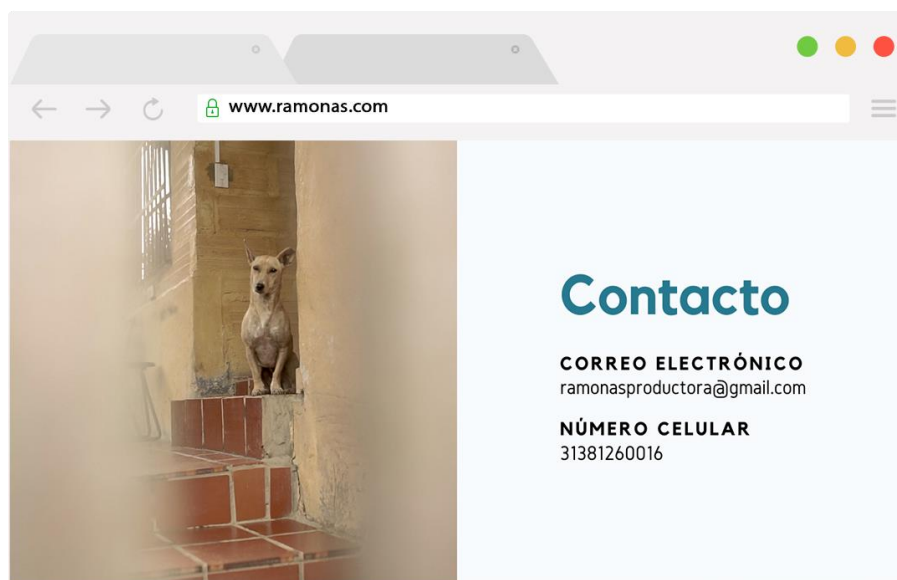 www.ramonas.com
Contacto
CORREO ELECTRÓNICO
ramonasproductora@gmail.com
NÚMERO CELULAR
31381260016